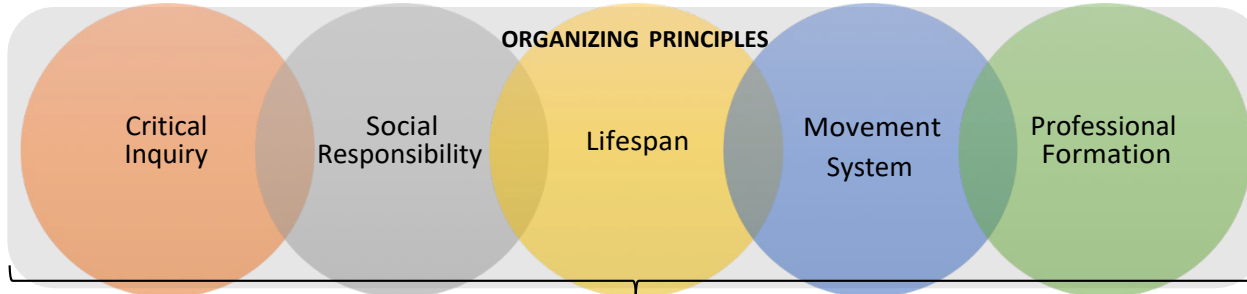 ORGANIZING PRINCIPLES
Critical
Inquiry
Social
Responsibility
Lifespan
Movement
System
Professional
Formation